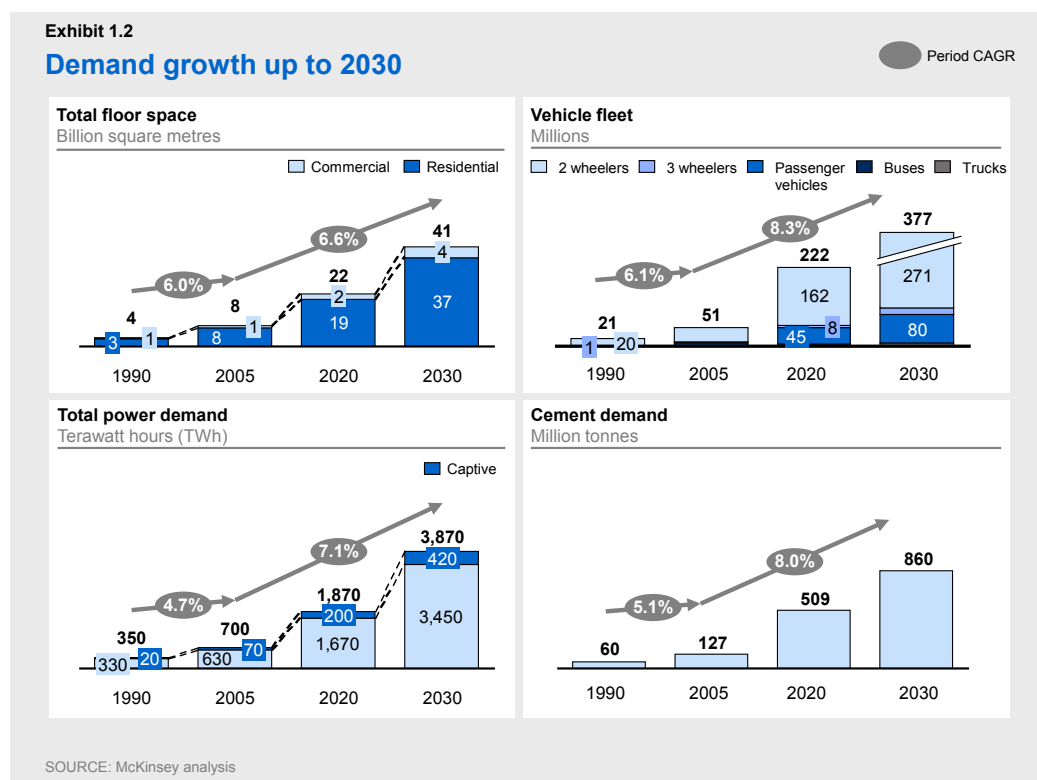 Exhibit 1.2
Demand growth up to 2030
Period CAGR
Total floor space
Billion square metres
Commercial Residential
6.0%
6.6%
4
3 1
8
8 1
22
2
19
41
4
37
1990 2005 2020 2030
Vehicle fleet
Millions
2 wheelers 3 wheelers Passenger vehicles Buses Trucks
6.1%
8.3%
21
1 20
51
222
162
45 8
377
271
80
1990 2005 2020 2030
Total power demand
Terawatt hours (TWh)
Captive
4.7%
7.1%
350
330 20
700
630 70
1,870
200
1,670
3,870
420
3,450
1990 2005 2020 2030
Cement demand
Million tonnes
5.1%
8.0%
60
127
509
860
1990 2005 2020 2030
SOURCE: McKinsey analysis